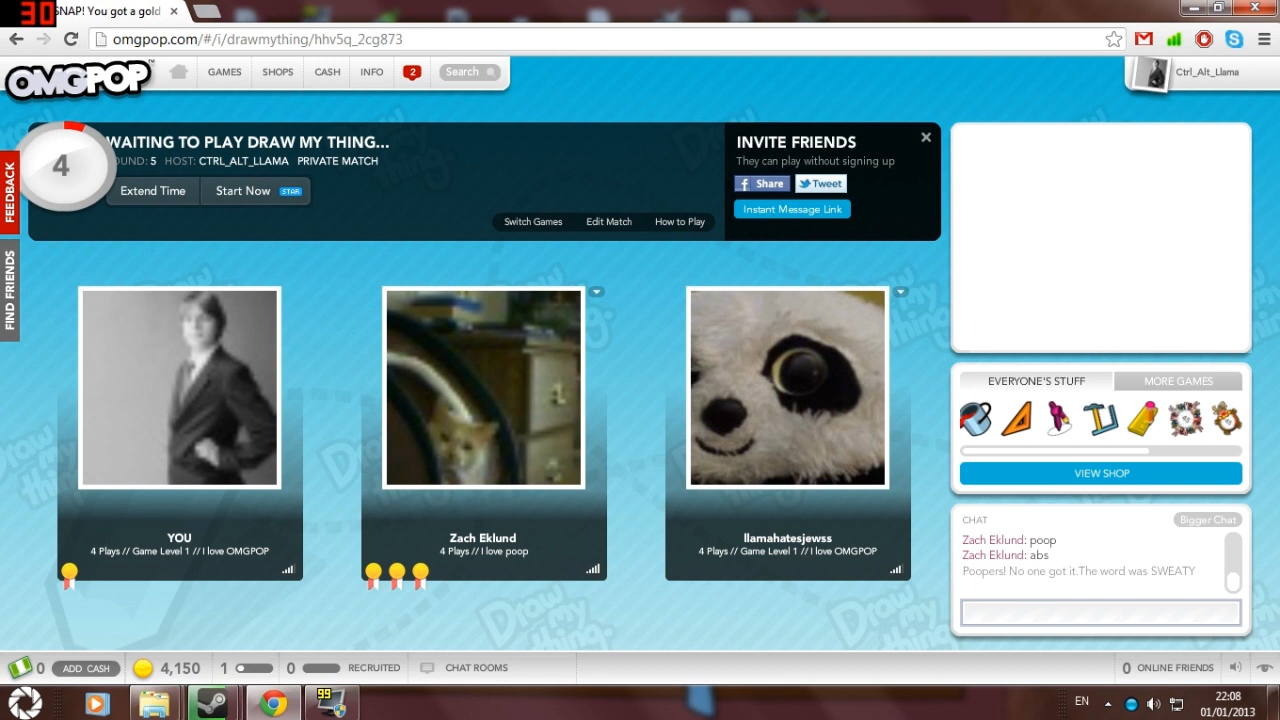 30
SNAP! You got a gold
omgpop.com/#/i/drawmything/hhv5q_2cg873
OMGPOP™
GAMES SHOPS CASH INFO 2 Search
Ctrl_Alt_Llama
FEEDBACK
FIND FRIENDS
4
WAITING TO PLAY DRAW MY THING...
OUND: 5 HOST: CTRL_ALT_LLAMA PRIVATE MATCH
Extend Time Start Now STAR
Switch Games Edit Match How to Play
INVITE FRIENDS
They can play without signing up
f Share Tweet
Instant Message Link
YOU
4 Plays // Game Level 1 // I love OMGPOP
Zach Eklund
4 Plays // I love poop
llamahatesjewss
4 Plays // Game Level 1 // I love OMGPOP
EVERYONE'S STUFF MORE GAMES
VIEW SHOP
CHAT Bigger Chat
Zach Eklund: poop
Zach Eklund: abs
Poopers! No one got it.The word was SWEATY
0 ADD CASH 4,150 1 0 RECRUITED CHAT ROOMS
0 ONLINE FRIENDS
99
EN
22:08
01/01/2013